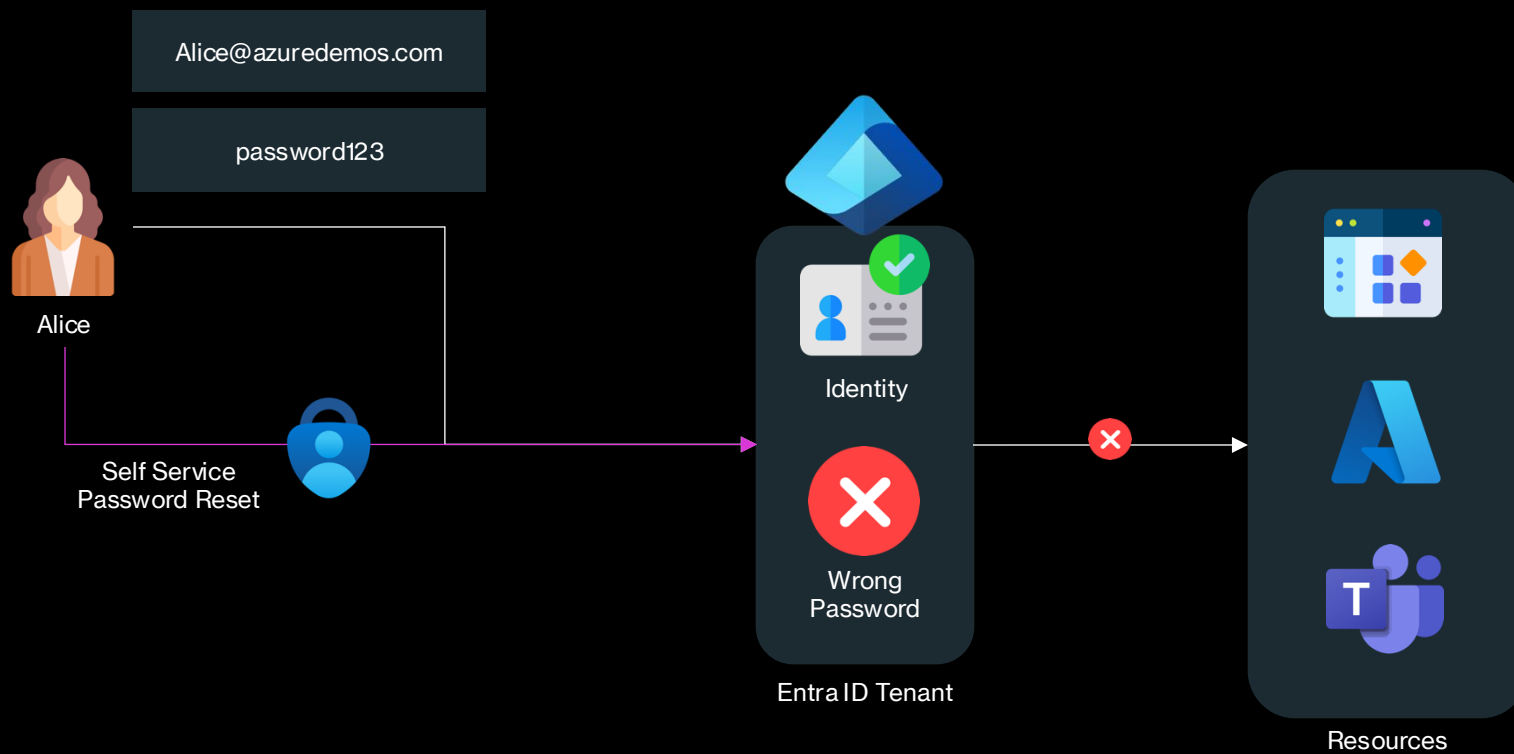 Alice@azuredemos.com
password123
Alice
Self Service
Password Reset
Identity
Wrong
Password
Entra ID Tenant
T
Resources